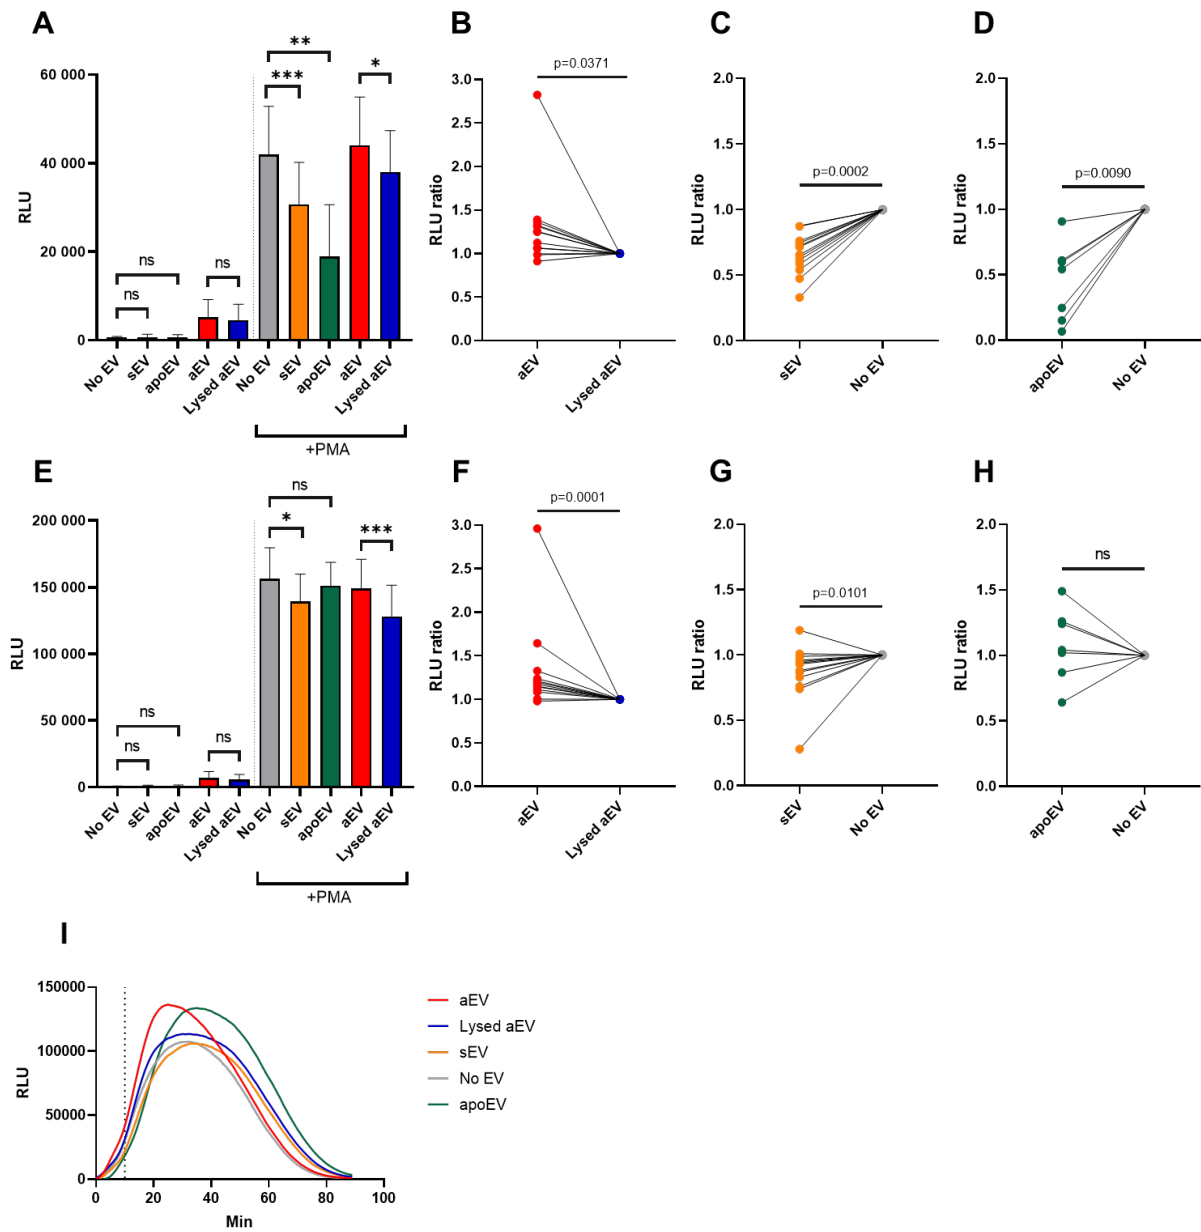 A
B
C
D
RLU
60 000
40 000
20 000
0
ns
ns
ns
***
**
*
No EV
sEV
apoEV
aEV
Lysed aEV
No EV
sEV
apoEV
aEV
Lysed aEV
+PMA
RLU ratio
3.0
2.5
2.0
1.5
1.0
0.5
0.0
p=0.0371
aEV
Lysed aEV
RLU ratio
2.0
1.5
1.0
0.5
0.0
p=0.0002
sEV
No EV
RLU ratio
2.0
1.5
1.0
0.5
0.0
p=0.0090
apoEV
No EV
E
F
G
H
RLU
200 000
150 000
100 000
50 000
0
ns
ns
ns
*
ns
***
No EV
sEV
apoEV
aEV
Lysed aEV
No EV
sEV
apoEV
aEV
Lysed aEV
+PMA
RLU ratio
3.0
2.5
2.0
1.5
1.0
0.5
0.0
p=0.0001
aEV
Lysed aEV
RLU ratio
2.0
1.5
1.0
0.5
0.0
p=0.0101
sEV
No EV
RLU ratio
2.0
1.5
1.0
0.5
0.0
ns
apoEV
No EV
I
RLU
150000
100000
50000
0
0 20 40 60 80 100
Min
aEV
Lysed aEV
sEV
No EV
apoEV